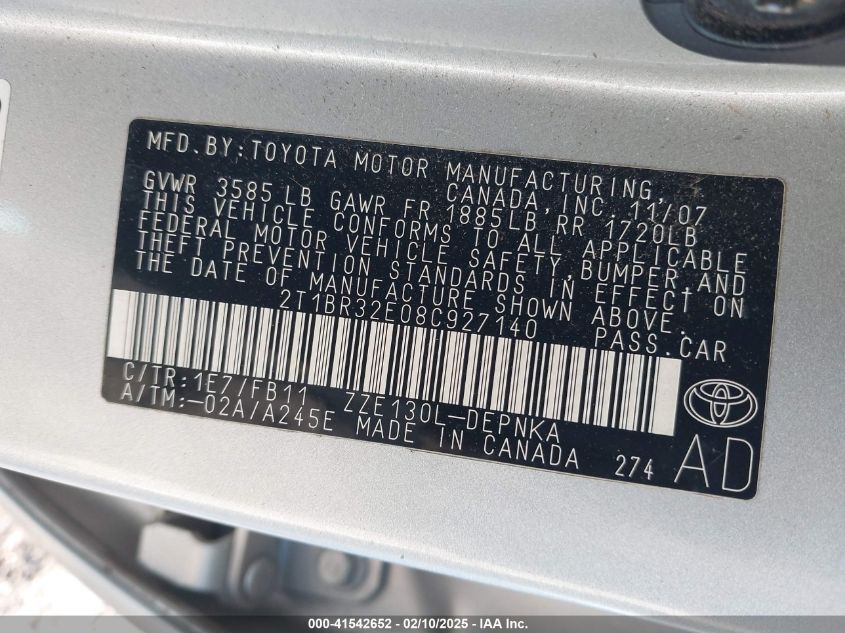 MFD. BY: TOYOTA MOTOR MANUFACTURING,
CANADA, INC. 11/07
GVWR 3585 LB GAWR FR 1885LB RR 1720LB
THIS VEHICLE CONFORMS TO ALL APPLICABLE
FEDERAL MOTOR VEHICLE SAFETY, BUMPER, AND
THEFT PREVENTION STANDARDS IN EFFECT ON
THE DATE OF MANUFACTURE SHOWN ABOVE.
2T1BR32E08C927140 PASS. CAR
C/TR: 1E7/FB11 ZZE130L-DEPNKA
A/TM: -02A/A245E MADE IN CANADA 274 AD
000-41542652 - 02/10/2025 - IAA Inc.